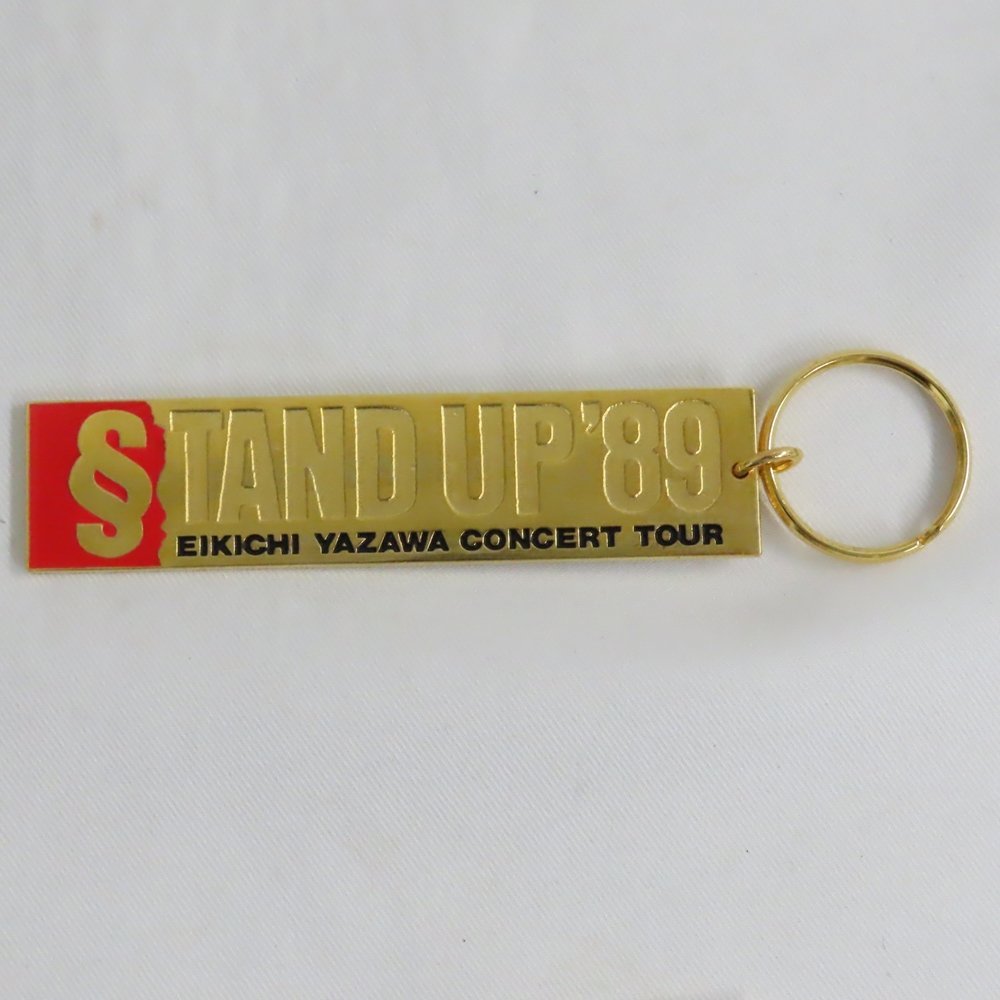 §TAND UP '89
EIKICHI YAZAWA CONCERT TOUR